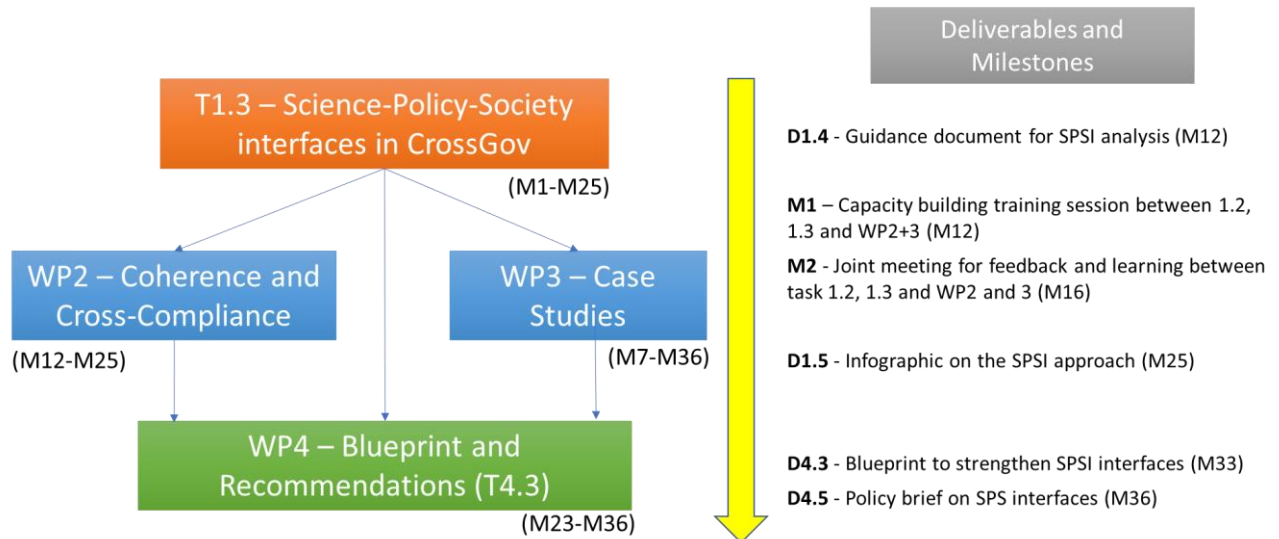 T1.3 – Science-Policy-Society
interfaces in CrossGov
(M1-M25)
WP2 – Coherence and
Cross-Compliance
(M12-M25)
WP3 – Case
Studies
(M7-M36)
WP4 – Blueprint and
Recommendations (T4.3)
(M23-M36)
Deliverables and
Milestones
D1.4 - Guidance document for SPSI analysis (M12)
M1 – Capacity building training session between 1.2,
1.3 and WP2+3 (M12)
M2 - Joint meeting for feedback and learning between
task 1.2, 1.3 and WP2 and 3 (M16)
D1.5 - Infographic on the SPSI approach (M25)
D4.3 - Blueprint to strengthen SPSI interfaces (M33)
D4.5 - Policy brief on SPS interfaces (M36)